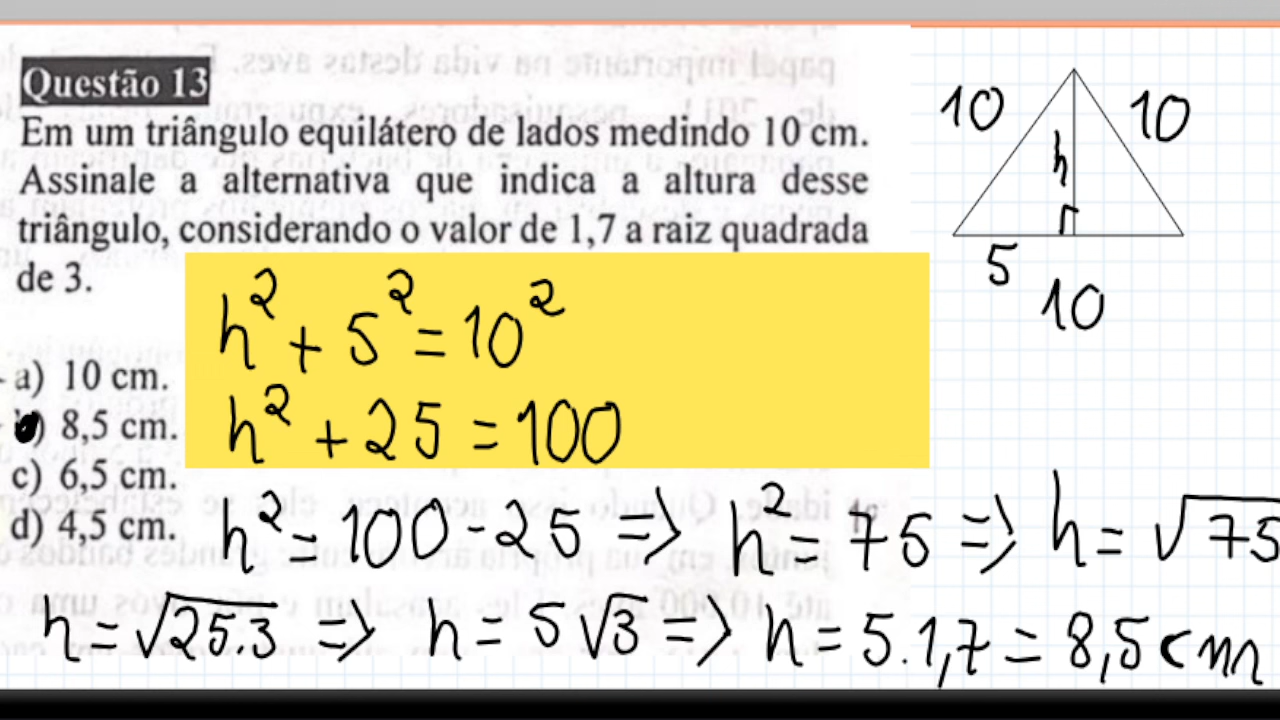 Questão 13
Em um triângulo equilátero de lados medindo 10 cm.
Assinale a alternativa que indica a altura desse
triângulo, considerando o valor de 1,7 a raiz quadrada
de 3.
a) 10 cm.
b) 8,5 cm.
c) 6,5 cm.
d) 4,5 cm.
10 10
h
5
10
h² + 5² = 10²
h² + 25 = 100
h² = 100 - 25 => h² = 75 => h = √75
h = √25.3 => h = 5√3 => h = 5.1,7 = 8,5 cm